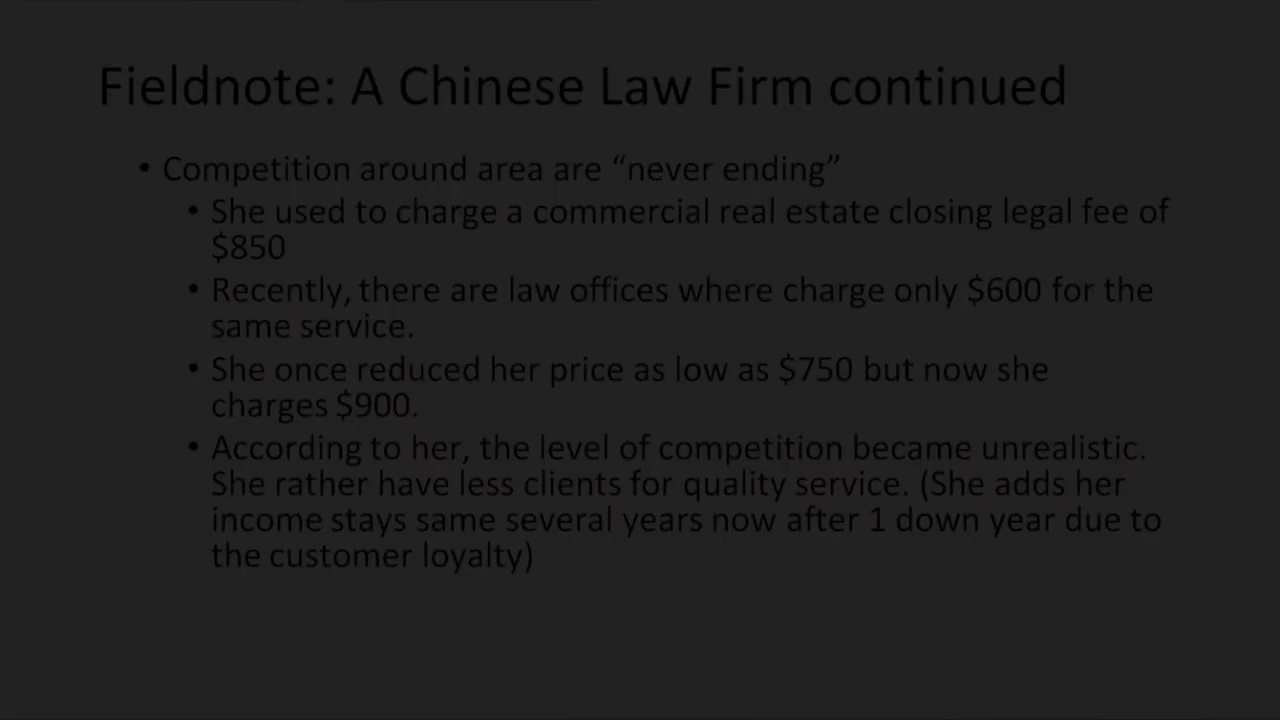 Fieldnote: A Chinese Law Firm continued
• Competition around area are “never ending”
• She used to charge a commercial real estate closing legal fee of
$850
• Recently, there are law offices where charge only $600 for the
same service.
• She once reduced her price as low as $750 but now she
charges $900.
• According to her, the level of competition became unrealistic.
She rather have less clients for quality service. (She adds her
income stays same several years now after 1 down year due to
the customer loyalty)